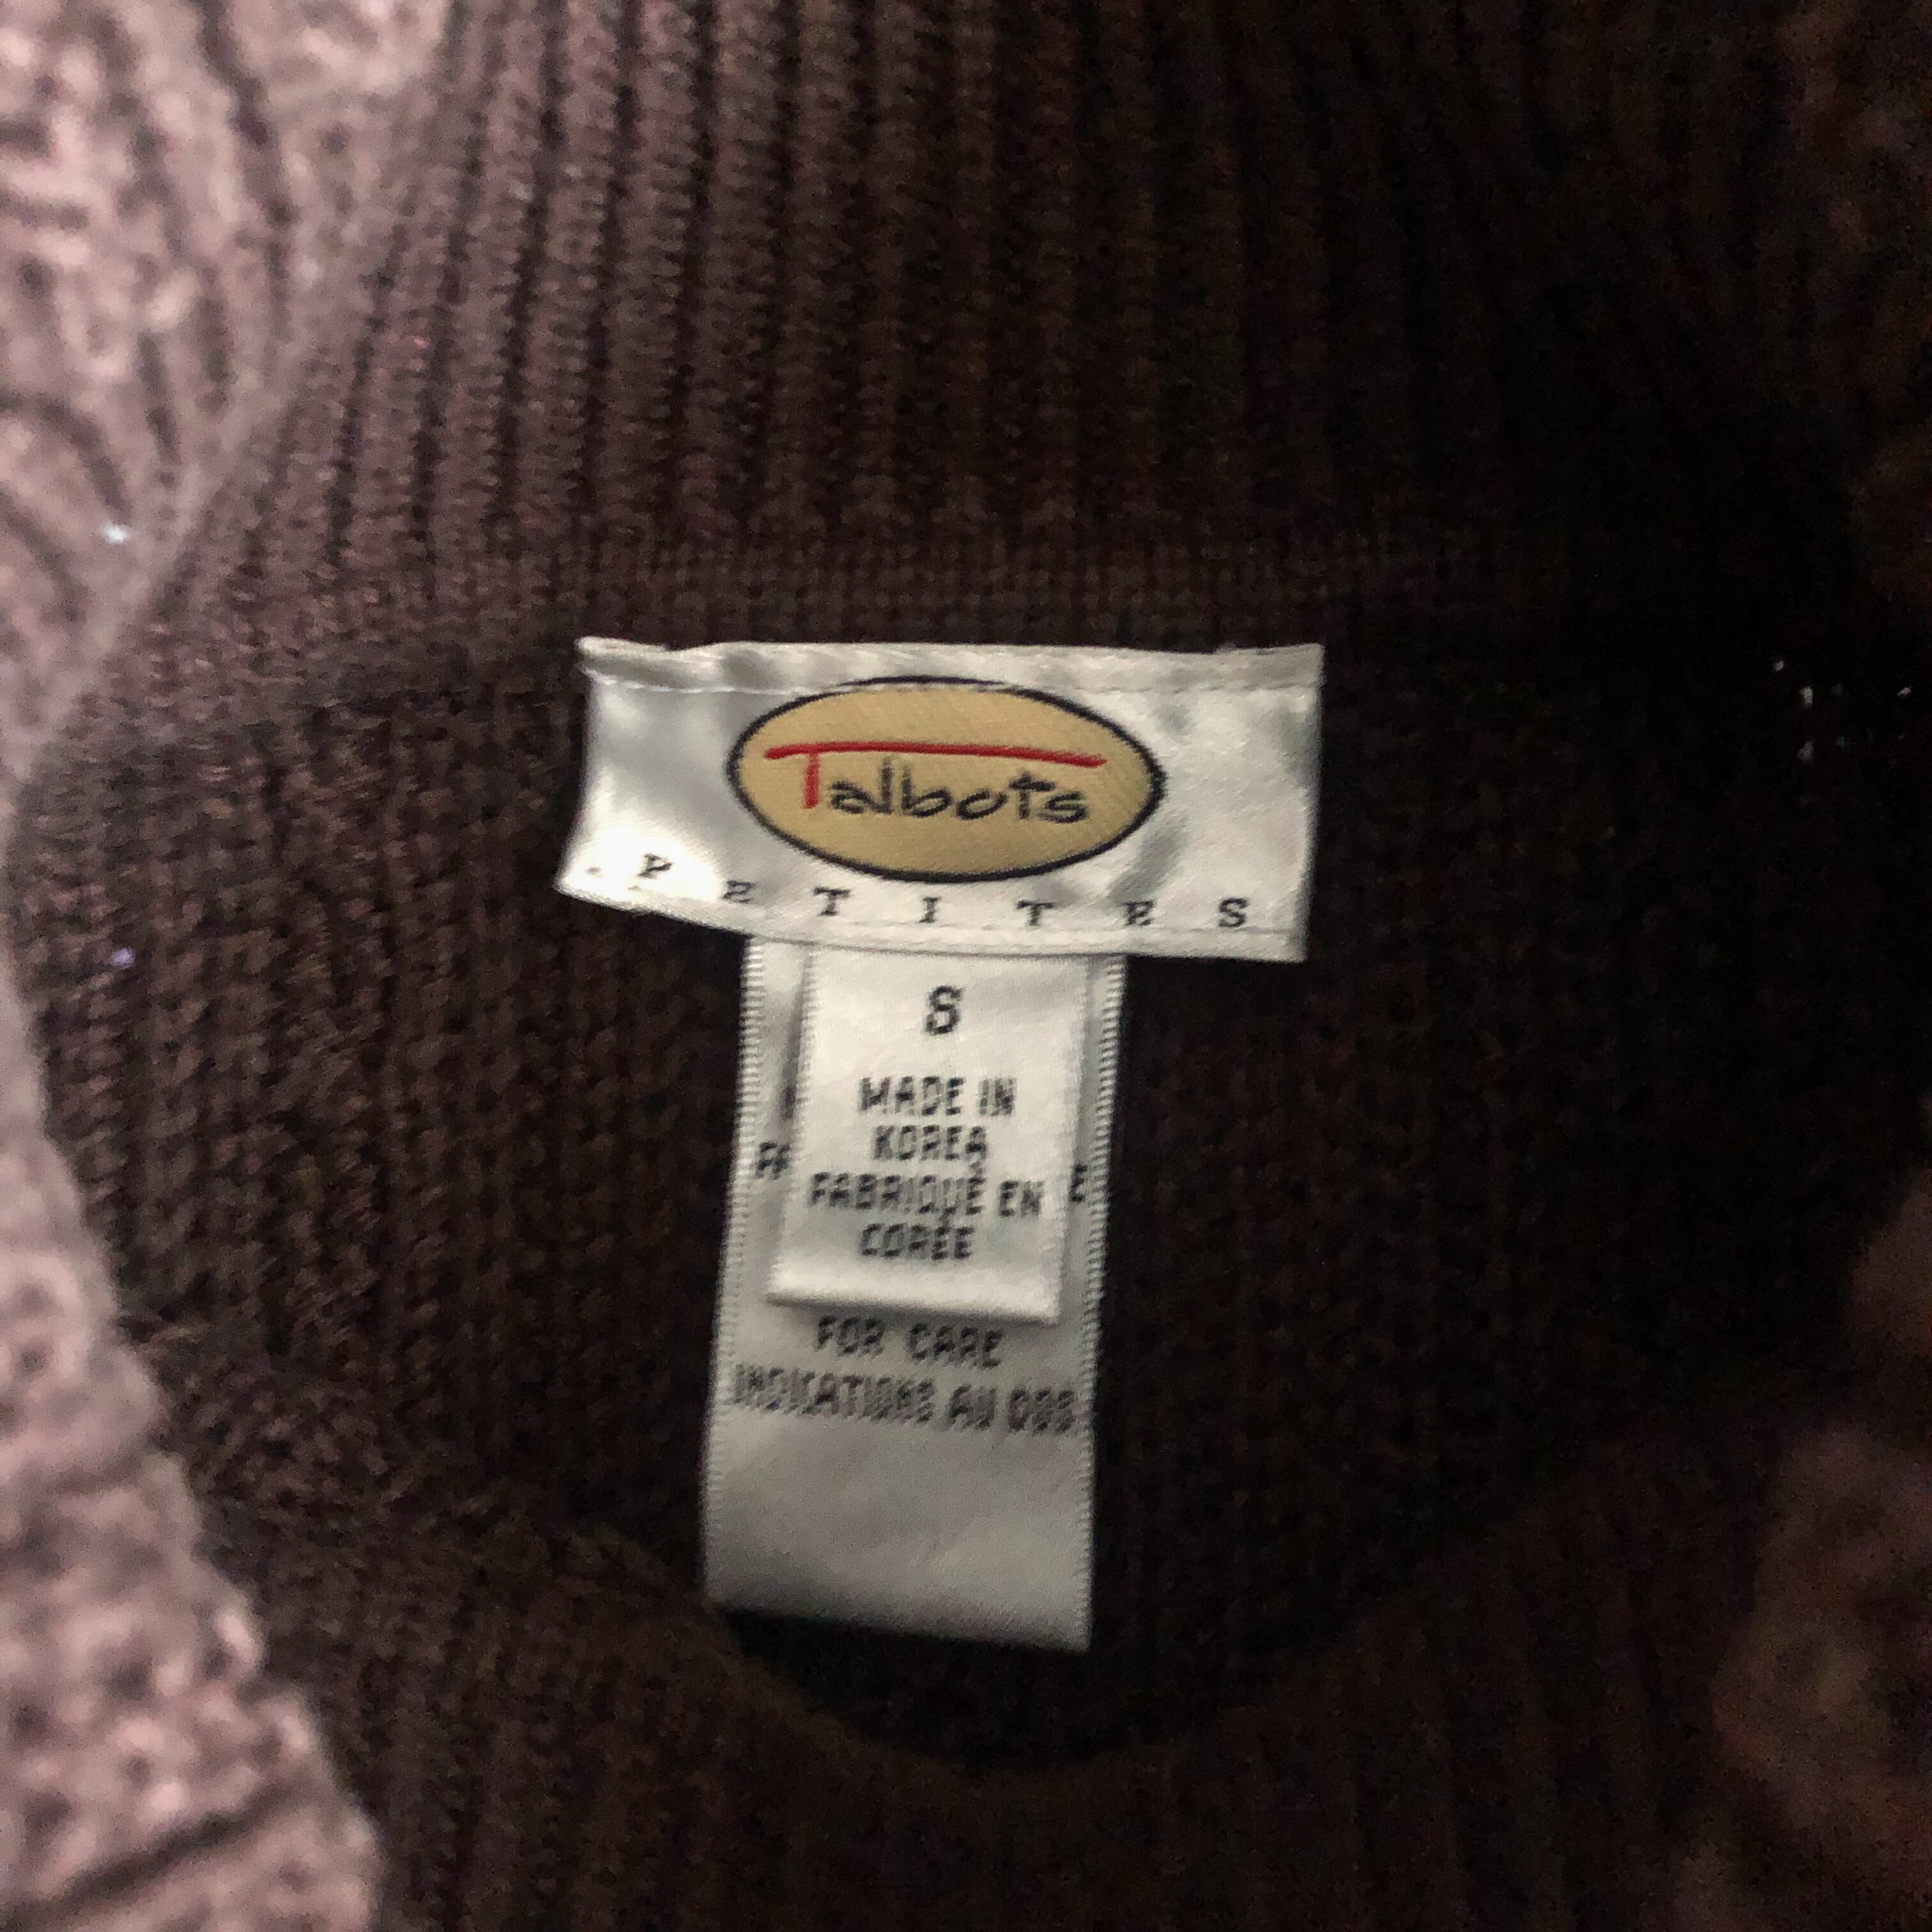 Talbots
PETITES
S
MADE IN
KOREA
FABRIQUÉ EN
CORÉE
FOR CARE
INDICATIONS AU DOS